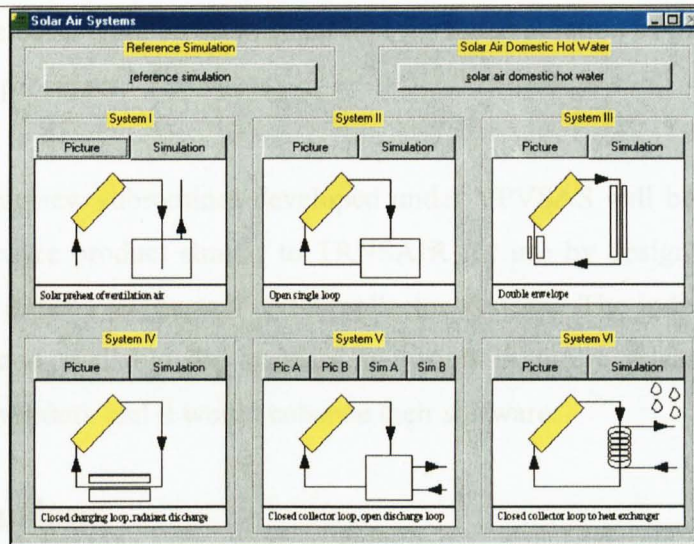 Solar Air Systems
Reference Simulation
Solar Air Domestic Hot Water
reference simulation
solar air domestic hot water
System I
System II
System III
Picture Simulation
Picture Simulation
Picture Simulation
Solar preheat of ventilation air
Open single loop
Double envelope
System IV
System V
System VI
Picture Simulation
Pic A Pic B Sim A Sim B
Picture Simulation
Closed charging loop, radiant discharge
Closed collector loop, open discharge loop
Closed collector loop to heat exchanger